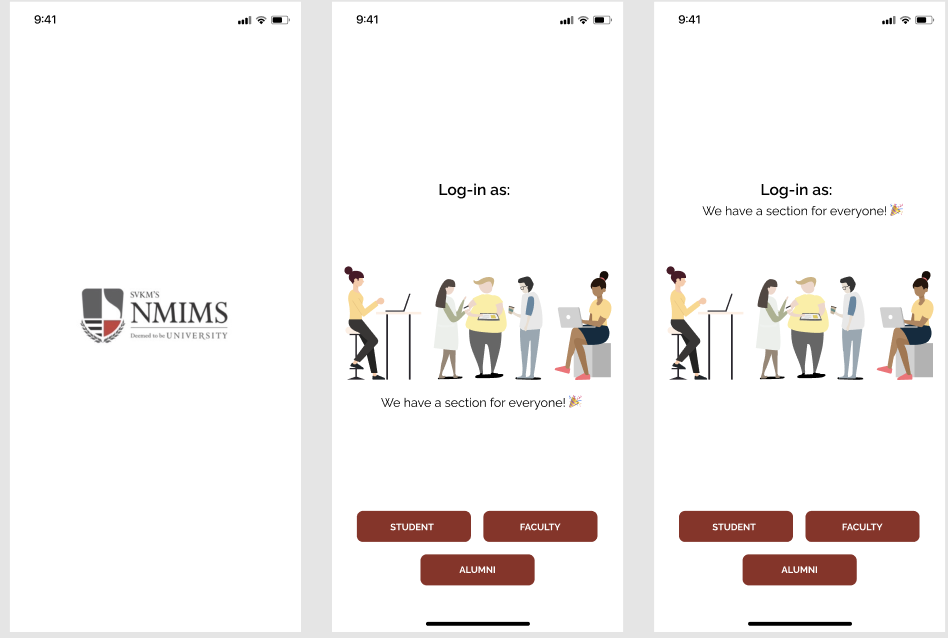 9:41
SVKM'S
NMIMS
Deemed to be UNIVERSITY
9:41
Log-in as:
We have a section for everyone! 🎉
STUDENT
FACULTY
ALUMNI
9:41
Log-in as:
We have a section for everyone! 🎉
STUDENT
FACULTY
ALUMNI